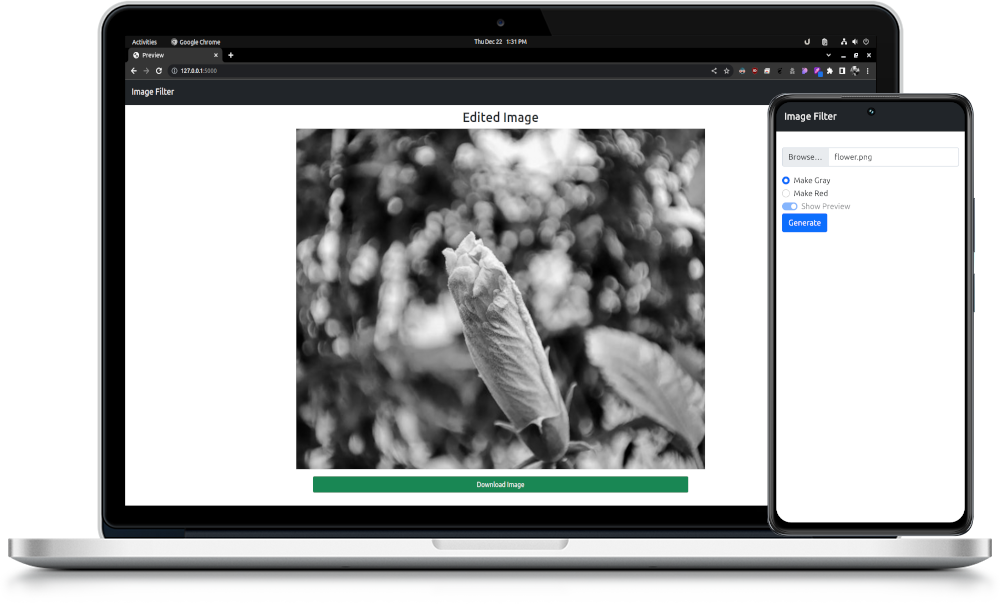 Activities
Google Chrome
Thu Dec 22 1:31 PM
Preview
127.0.0.1:5000
Image Filter
Edited Image
Download Image
Image Filter
Browse...
flower.png
Make Gray
Make Red
Show Preview
Generate